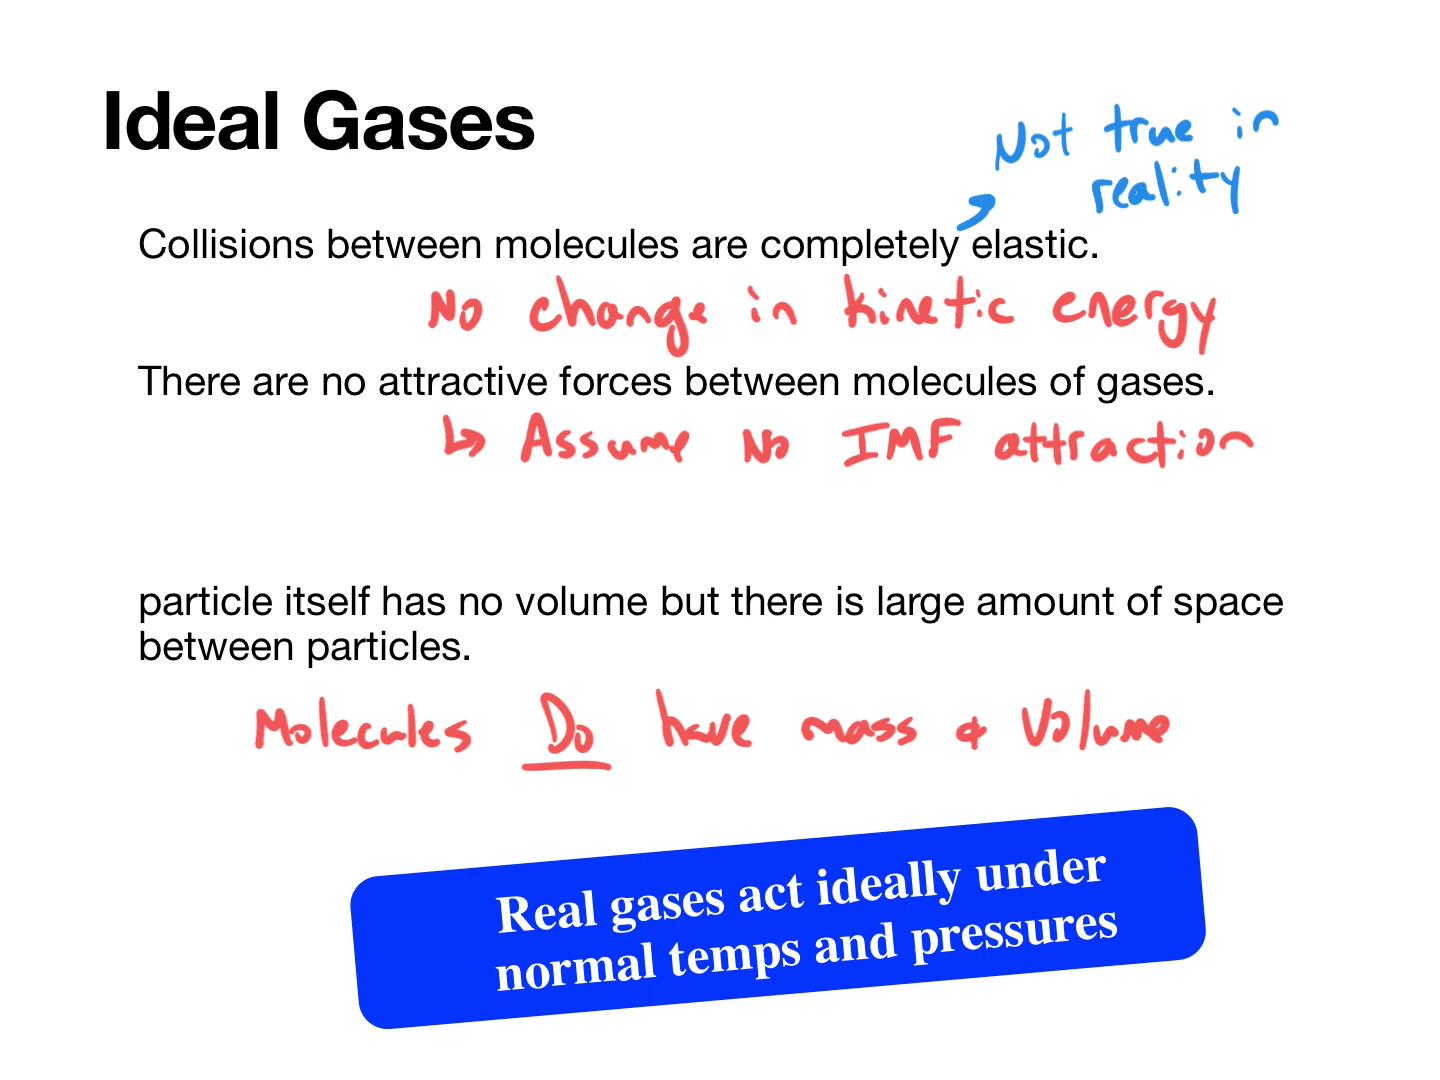 Ideal Gases
Not true in
reality
Collisions between molecules are completely elastic.
No change in kinetic energy
There are no attractive forces between molecules of gases.
↳ Assume No IMF attraction
particle itself has no volume but there is large amount of space
between particles.
Molecules Do have mass & Volume
Real gases act ideally under
normal temps and pressures